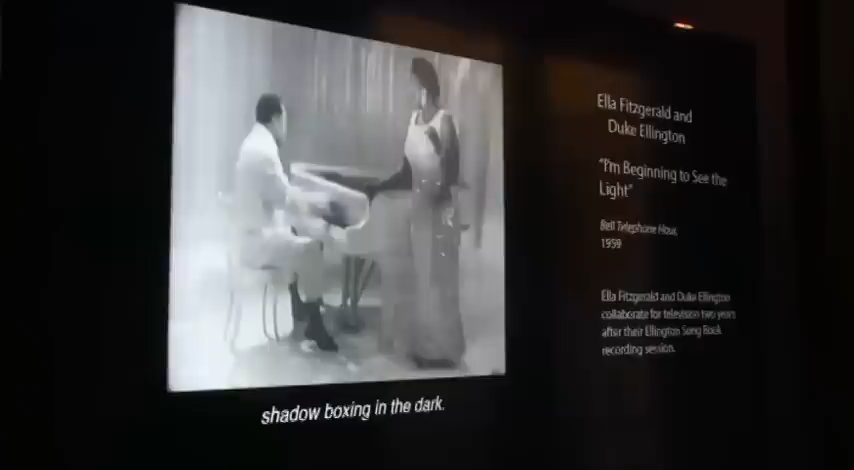 Ella Fitzgerald and
Duke Ellington
"I'm Beginning to See the
Light"
Bell Telephone Hour,
1959
Ella Fitzgerald and Duke Ellington
collaborate for television two years
after their Ellington Song Book
recording session.
shadow boxing in the dark.